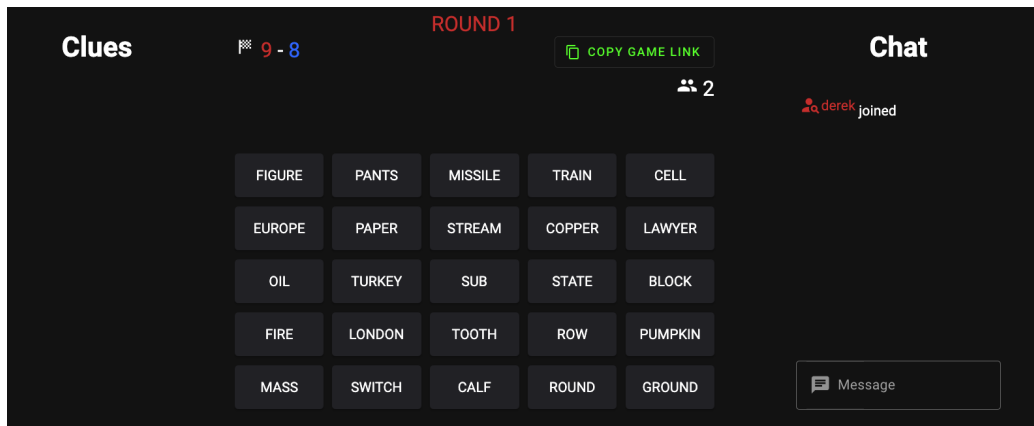 ROUND 1
Clues
9 - 8
COPY GAME LINK
Chat
2
derek joined
FIGURE PANTS MISSILE TRAIN CELL
EUROPE PAPER STREAM COPPER LAWYER
OIL TURKEY SUB STATE BLOCK
FIRE LONDON TOOTH ROW PUMPKIN
MASS SWITCH CALF ROUND GROUND
Message